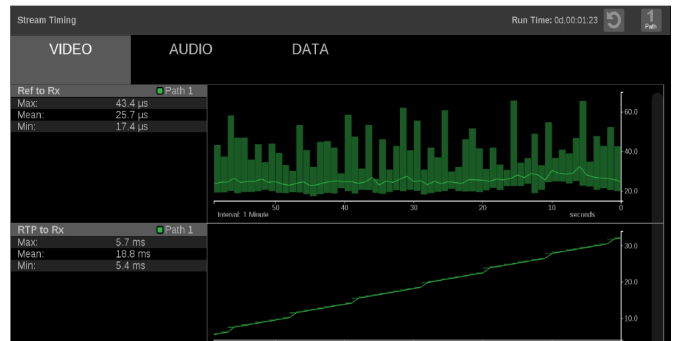 Stream Timing Run Time: 0d,00:01:23 1 Path
VIDEO AUDIO DATA
Ref to Rx Path 1
Max: 43.4 µs
Mean: 25.7 µs
Min: 17.4 µs
60.0
40.0
20.0
50 40 30 20 10 0
Interval: 1 Minute seconds
RTP to Rx Path 1
Max: 5.7 ms
Mean: 18.8 ms
Min: 5.4 ms
30.0
20.0
10.0